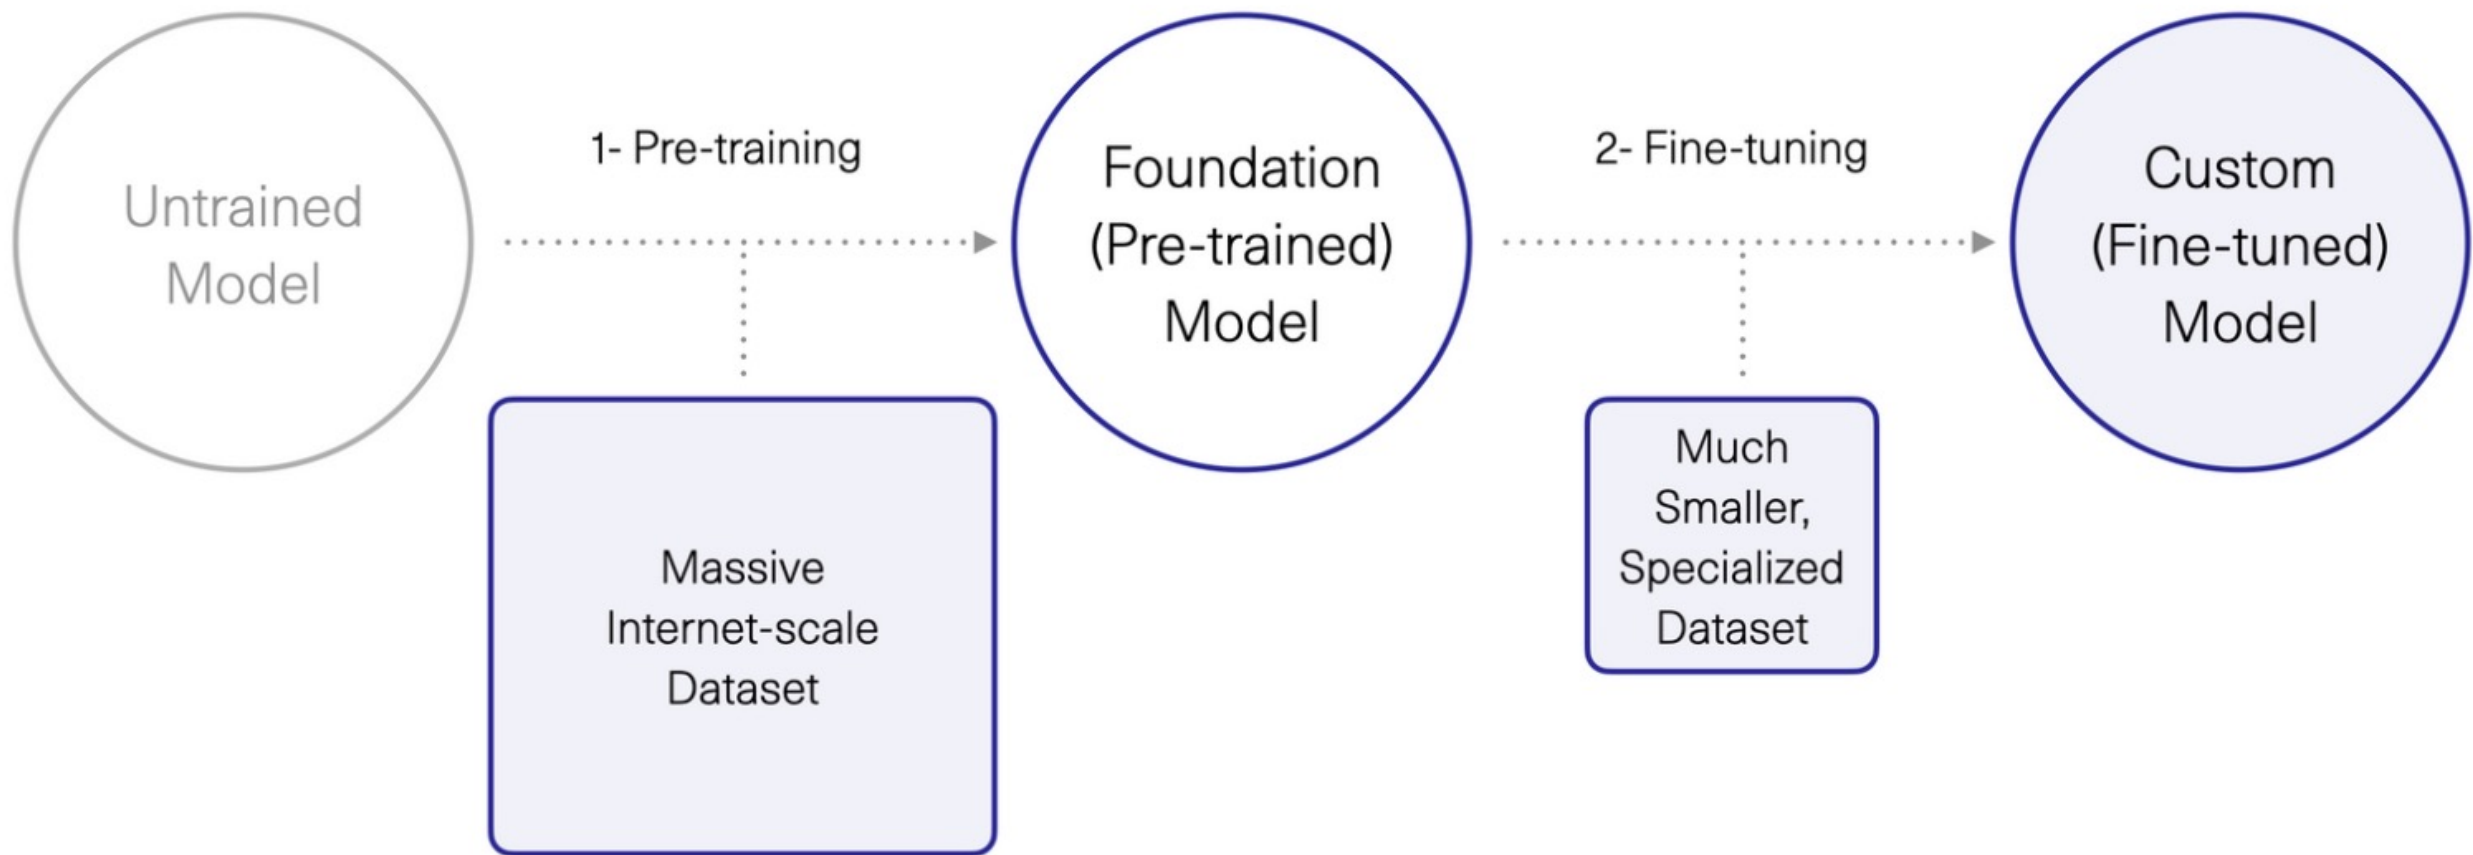 Untrained
Model
1- Pre-training
Massive
Internet-scale
Dataset
Foundation
(Pre-trained)
Model
2- Fine-tuning
Much
Smaller,
Specialized
Dataset
Custom
(Fine-tuned)
Model